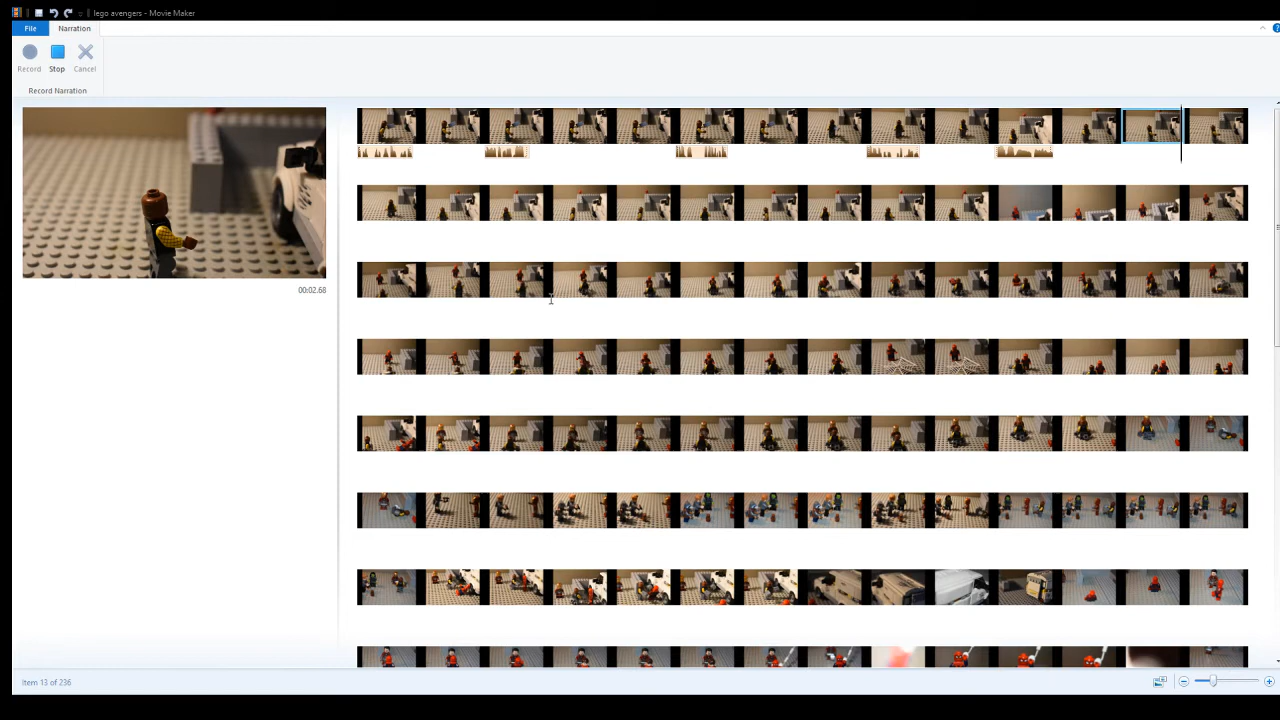 lego avengers - Movie Maker
File Narration
Record Stop Cancel
Record Narration
00:02.68
Item 13 of 236